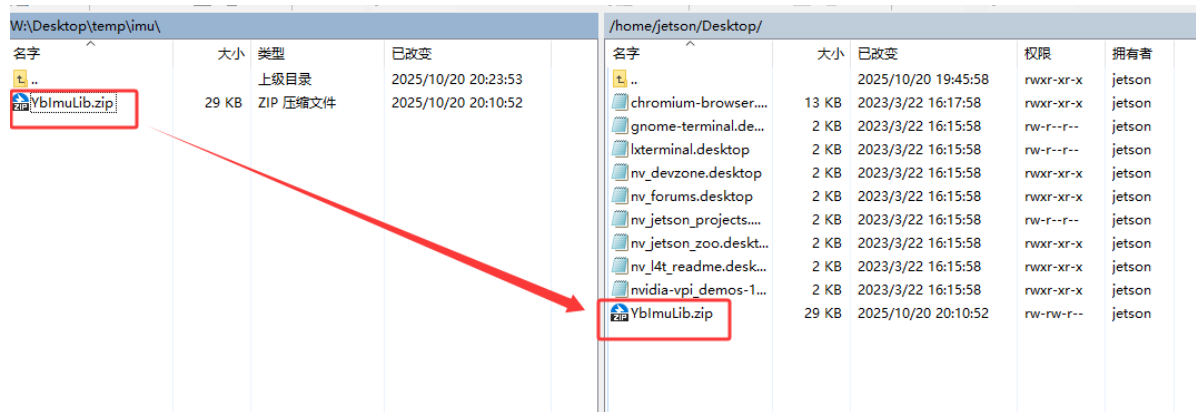 W:\Desktop\temp\imu\
名字 大小 类型 已改变
.. 上级目录 2025/10/20 20:23:53
YbImuLib.zip 29 KB ZIP 压缩文件 2025/10/20 20:10:52
/home/jetson/Desktop/
名字 大小 已改变 权限 拥有者
.. 2025/10/20 19:45:58 rwxr-xr-x jetson
chromium-browser.... 13 KB 2023/3/22 16:17:58 rwxr-xr-x jetson
gnome-terminal.de... 2 KB 2023/3/22 16:15:58 rw-r--r-- jetson
lxterminal.desktop 2 KB 2023/3/22 16:15:58 rw-r--r-- jetson
nv_devzone.desktop 2 KB 2023/3/22 16:15:58 rwxr-xr-x jetson
nv_forums.desktop 2 KB 2023/3/22 16:15:58 rwxr-xr-x jetson
nv_jetson_projects.... 2 KB 2023/3/22 16:15:58 rw-r--r-- jetson
nv_jetson_zoo.deskt... 2 KB 2023/3/22 16:15:58 rwxr-xr-x jetson
nv_l4t_readme.desk... 2 KB 2023/3/22 16:15:58 rwxr-xr-x jetson
nvidia-vpi_demos-1... 2 KB 2023/3/22 16:15:58 rwxr-xr-x jetson
YbImuLib.zip 29 KB 2025/10/20 20:10:52 rw-rw-r-- jetson